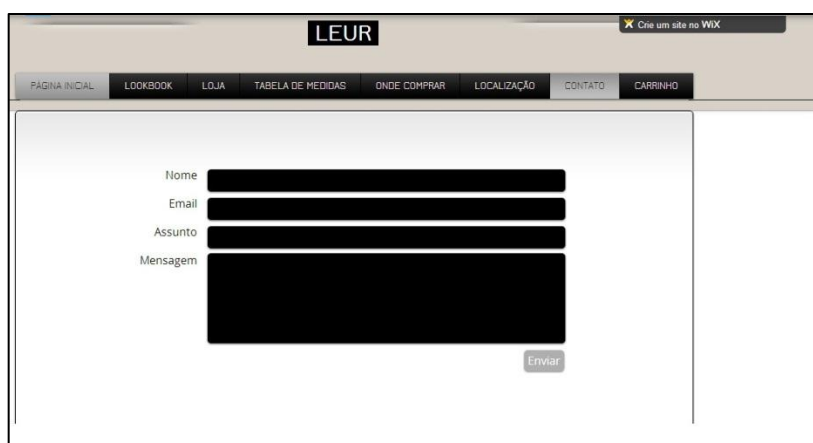 Crie um site no WiX
LEUR
PÁGINA INICIAL LOOKBOOK LOJA TABELA DE MEDIDAS ONDE COMPRAR LOCALIZAÇÃO CONTATO CARRINHO
Nome
Email
Assunto
Mensagem
Enviar